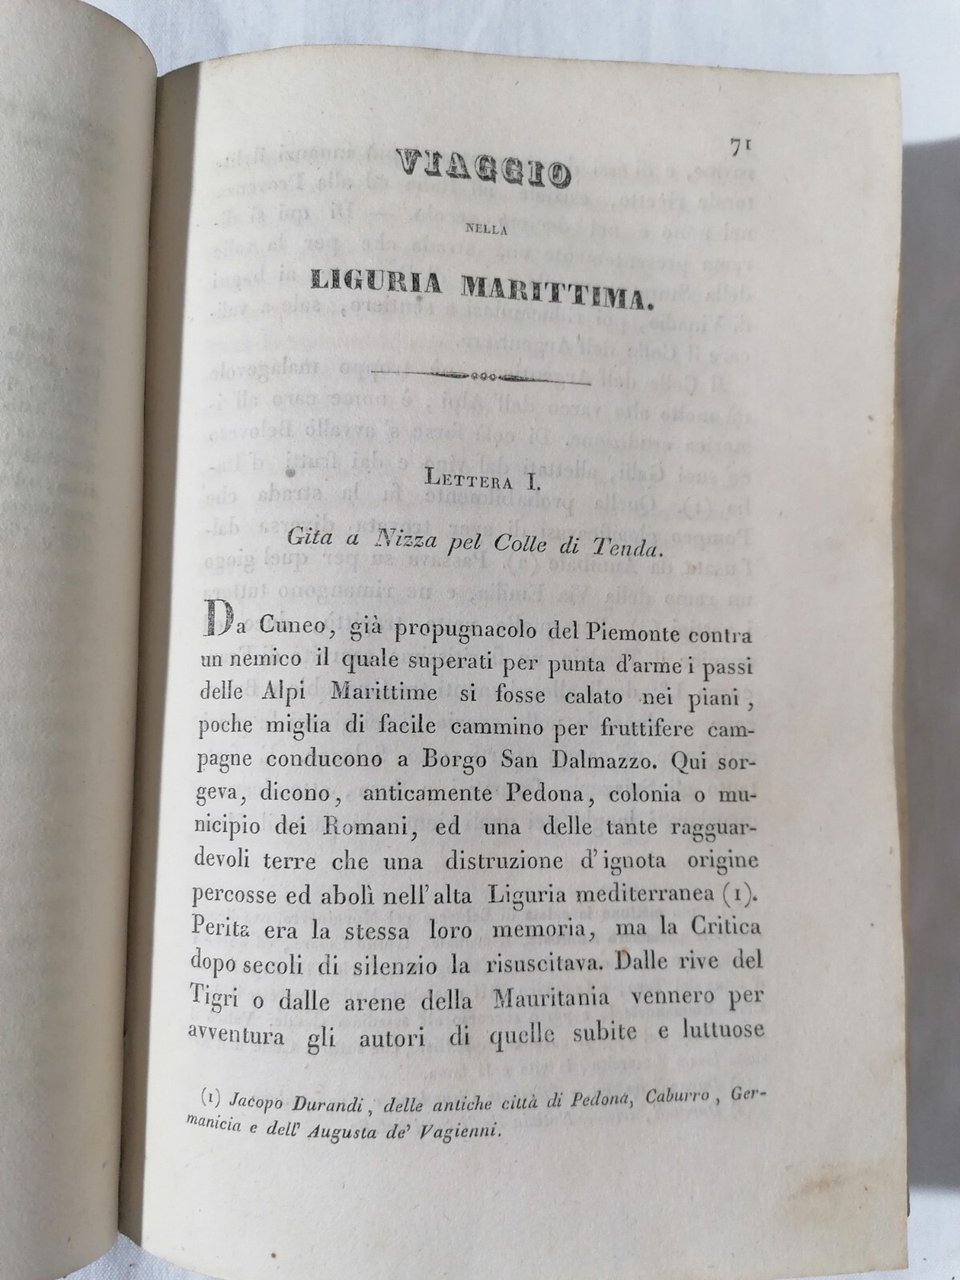 71
VIAGGIO
NELLA
LIGURIA MARITTIMA.
LETTERA I.
Gita a Nizza pel Colle di Tenda.
Da Cuneo, già propugnacolo del Piemonte contra
un nemico il quale superati per punta d'arme i passi
delle Alpi Marittime si fosse calato nei piani,
poche miglia di facile cammino per fruttifere cam-
pagne conducono a Borgo San Dalmazzo. Qui sor-
geva, dicono, anticamente Pedona, colonia o mu-
nicipio dei Romani, ed una delle tante ragguar-
devoli terre che una distruzione d'ignota origine
percosse ed abolì nell'alta Liguria mediterranea (1).
Perita era la stessa loro memoria, ma la Critica
dopo secoli di silenzio la risuscitava. Dalle rive del
Tigri o dalle arene della Mauritania vennero per
avventura gli autori di quelle subite e luttuose
(1) Jacopo Durandi, delle antiche città di Pedona, Caburro, Ger-
manicia e dell' Augusta de' Vagienni.